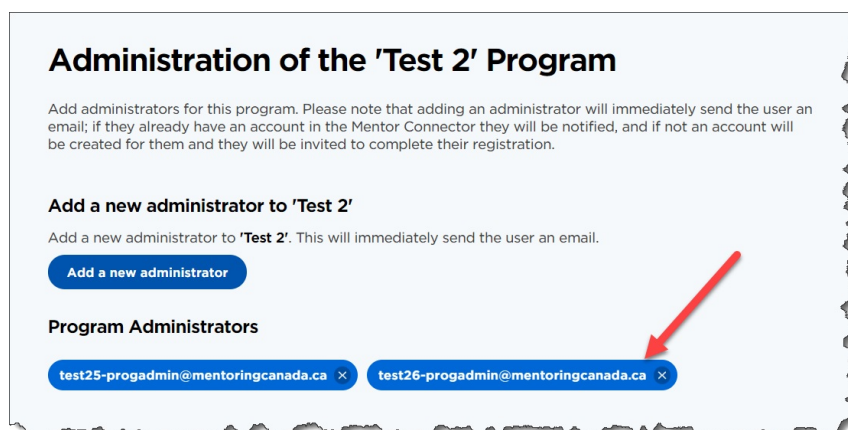 Administration of the 'Test 2' Program
Add administrators for this program. Please note that adding an administrator will immediately send the user an
email; if they already have an account in the Mentor Connector they will be notified, and if not an account will
be created for them and they will be invited to complete their registration.
Add a new administrator to 'Test 2'
Add a new administrator to 'Test 2'. This will immediately send the user an email.
Add a new administrator
Program Administrators
test25-progadmin@mentoringcanada.ca test26-progadmin@mentoringcanada.ca